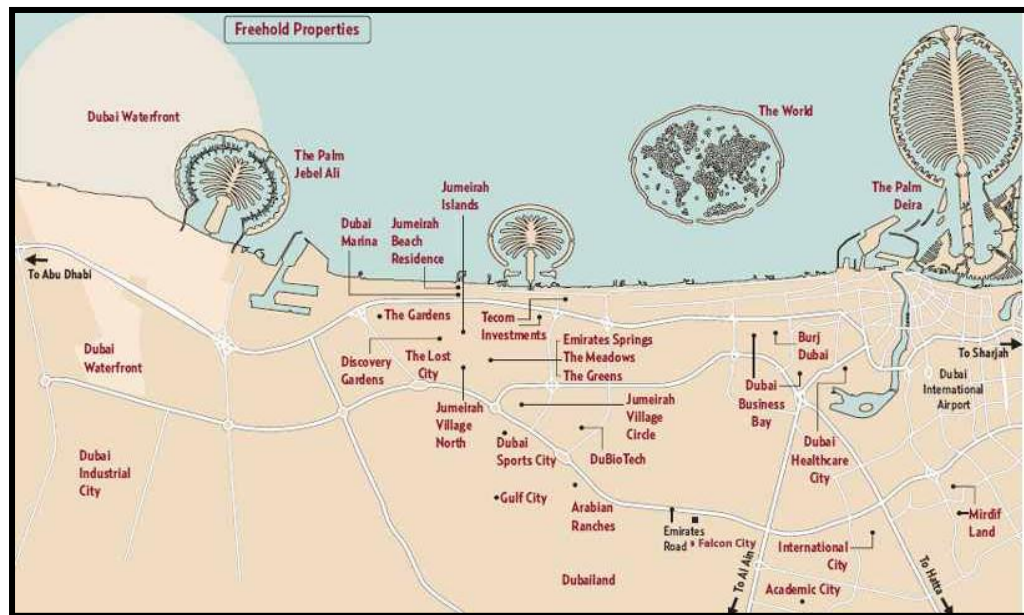 Freehold Properties
Dubai Waterfront
The Palm
Jebel Ali
The World
The Palm
Deira
Jumeirah
Islands
Dubai
Marina
Jumeirah
Beach
Residence
To Abu Dhabi
The Gardens
Tecom
Investments
Emirates Springs
The Meadows
The Greens
Burj
Dubai
To Sharjah
Dubai
Waterfront
Discovery
Gardens
The Lost
City
Dubai
International
Airport
Dubai
Business
Bay
Jumeirah
Village
North
Jumeirah
Village
Circle
Dubai
Sports City
DuBioTech
Dubai
Healthcare
City
Dubai
Industrial
City
Gulf City
Arabian
Ranches
Emirates
Road
Falcon City
Mirdif
Land
International
City
Dubailand
To Al Ain
Academic City
To Hatta